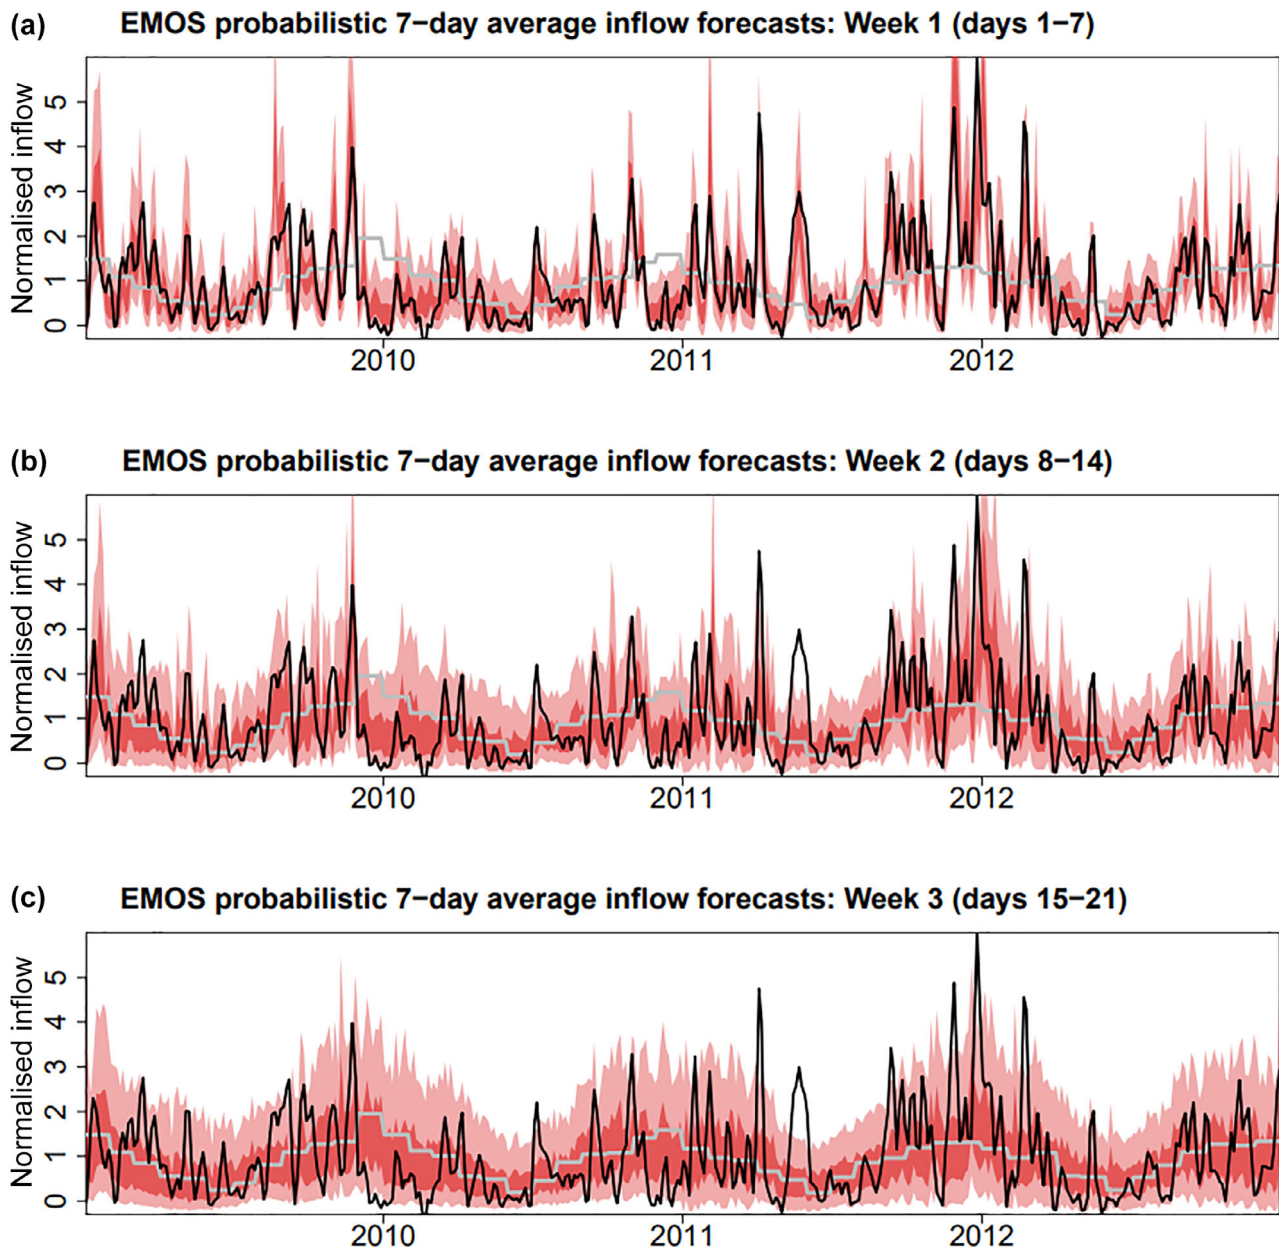 (a) EMOS probabilistic 7−day average inflow forecasts: Week 1 (days 1−7)
Normalised inflow
5
4
3
2
1
0
2010 2011 2012
(b) EMOS probabilistic 7−day average inflow forecasts: Week 2 (days 8−14)
Normalised inflow
5
4
3
2
1
0
2010 2011 2012
(c) EMOS probabilistic 7−day average inflow forecasts: Week 3 (days 15−21)
Normalised inflow
5
4
3
2
1
0
2010 2011 2012